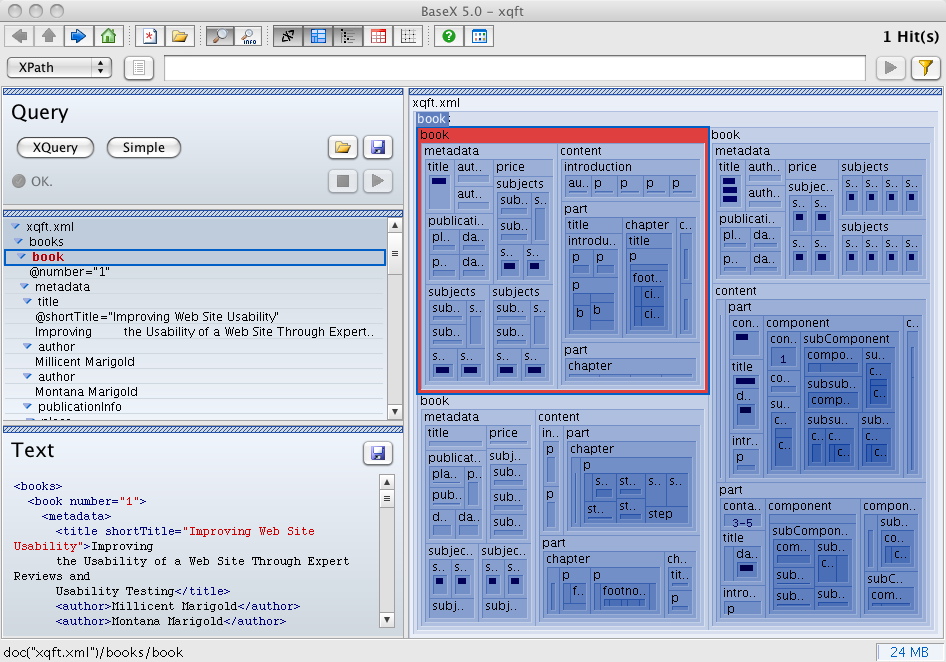 BaseX 5.0 - xqft
INFO
1 Hit(s)
XPath
Query
XQuery
Simple
OK.
xqft.xml
books
book
@number="1"
metadata
title
@shortTitle="Improving Web Site Usability"
Improving the Usability of a Web Site Through Expert..
author
Millicent Marigold
author
Montana Marigold
publicationInfo
Text
<books>
<book number="1">
<metadata>
<title shortTitle="Improving Web Site
Usability">Improving
the Usability of a Web Site Through Expert
Reviews and
Usability Testing</title>
<author>Millicent Marigold</author>
<author>Montana Marigold</author>
doc("xqft.xml")/books/book
xqft.xml
book
book
metadata
title aut.. price
aut..
subjects
sub..
s..
publicati..
sub..
pl.. da..
p.. da..
s.. s..
subjects subjects
sub.. s.. sub.. s..
sub.. sub..
s.. s.. s.. s..
content
introduction
au.. p p p p
part
title chapter c..
introdu.. title
p p p
p foot..
ci..
b b ci..
part
chapter
book
metadata
title auth.. price subjects
s.. s.. s.. s..
auth.. subjec..
s.. s..
publicati..
subjects
pl.. da..
s.. s.. s.. s.. s.. s..
p.. da..
content
part
con.. component c..
con.. subComponent
1 compo.. su..
title co.. c..
subsub..
d.. su.. comp..
c.. subsu.. sub..
intr.. c.. c.. c.. c..
p c.. c..
part
conta.. component compon..
3-5 subCompon.. sub..
title com.. sub.. co..
da.. c.. c..
sub.. subC..
intro.. sub.. sub.. com..
p
book
metadata
title price
publicat.. subj..
pla.. p.. sub..
pub.. sub..
d.. da.. sub..
subjec.. subjec..
s.. s.. s.. s..
subj.. subj..
content
in.. part
p chapter
p
s.. st.. s.. s..
p
st.. st.. step
part
chapter ch..
p p tit..
f.. footno.. p
24 MB